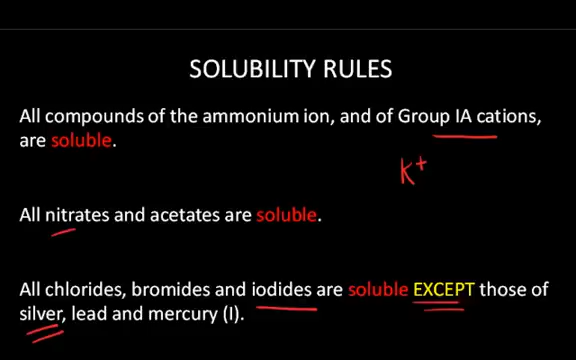 SOLUBILITY RULES
All compounds of the ammonium ion, and of Group IA cations,
are soluble.
K+
All nitrates and acetates are soluble.
All chlorides, bromides and iodides are soluble EXCEPT those of
silver, lead and mercury (I).